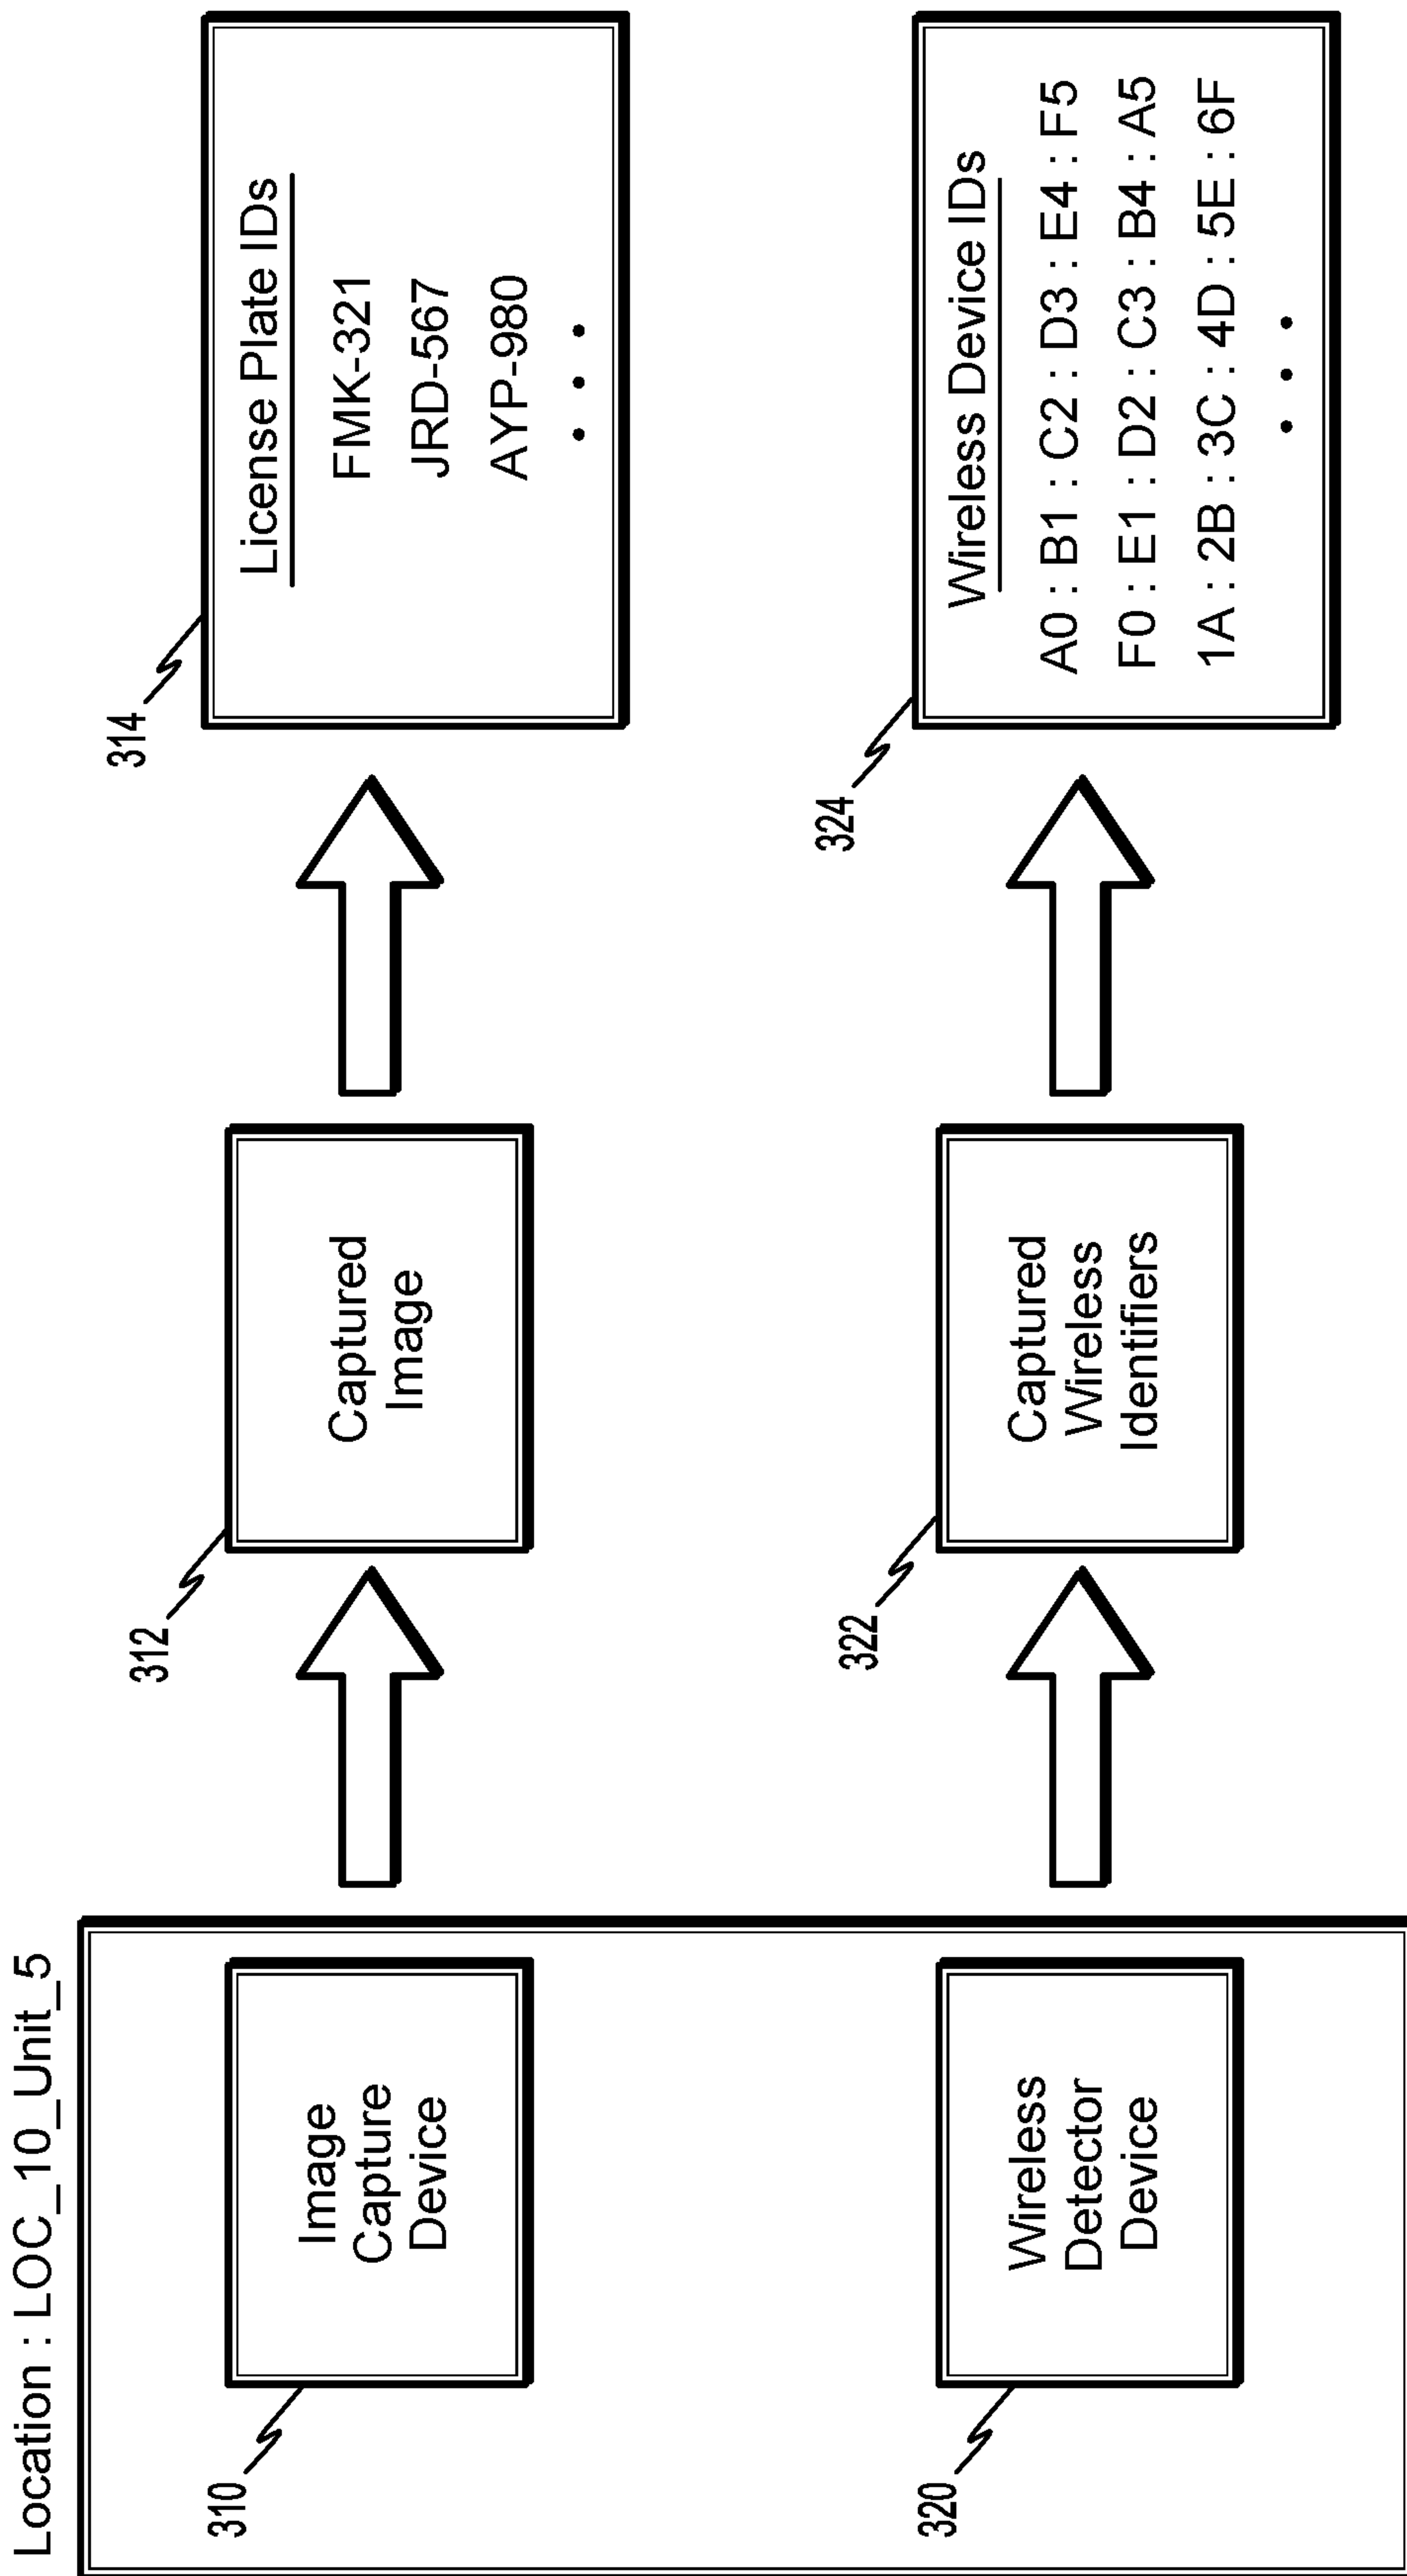 Location : LOC_10_Unit_5
310
Image
Capture
Device
312
Captured
Image
314
License Plate IDs
FMK-321
JRD-567
AYP-980
• • •
320
Wireless
Detector
Device
322
Captured
Wireless
Identifiers
324
Wireless Device IDs
A0 : B1 : C2 : D3 : E4 : F5
F0 : E1 : D2 : C3 : B4 : A5
1A : 2B : 3C : 4D : 5E : 6F
• • •